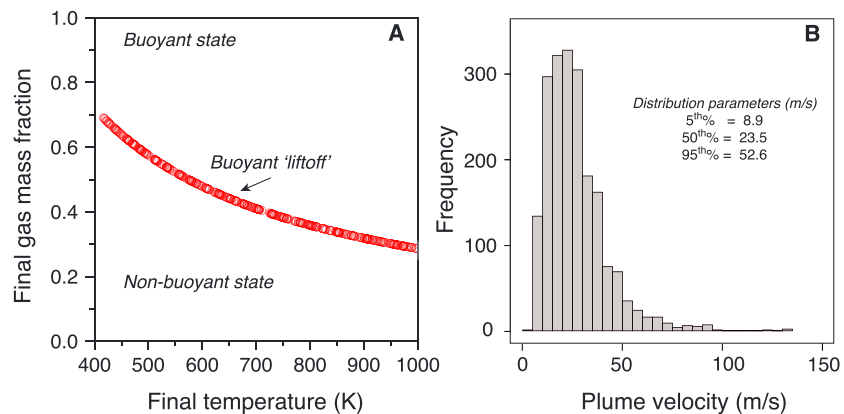 A
Buoyant state
Buoyant 'liftoff'
Non-buoyant state
Final gas mass fraction
1.0
0.8
0.6
0.4
0.2
0.0
400 500 600 700 800 900 1000
Final temperature (K)
B
Distribution parameters (m/s)
5th% = 8.9
50th% = 23.5
95th% = 52.6
Frequency
300
200
100
0
0 50 100 150
Plume velocity (m/s)